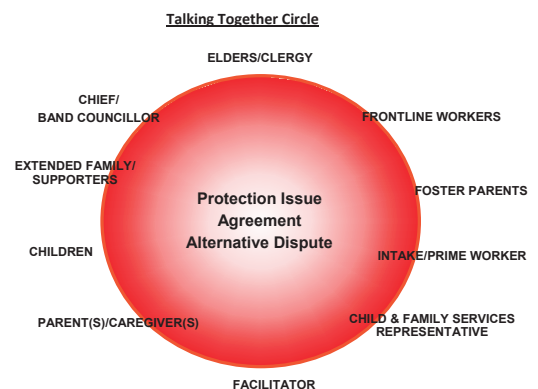 Talking Together Circle
ELDERS/CLERGY
CHIEF/
BAND COUNCILLOR
FRONTLINE WORKERS
EXTENDED FAMILY/
SUPPORTERS
FOSTER PARENTS
Protection Issue
Agreement
Alternative Dispute
CHILDREN
INTAKE/PRIME WORKER
PARENT(S)/CAREGIVER(S)
CHILD & FAMILY SERVICES
REPRESENTATIVE
FACILITATOR